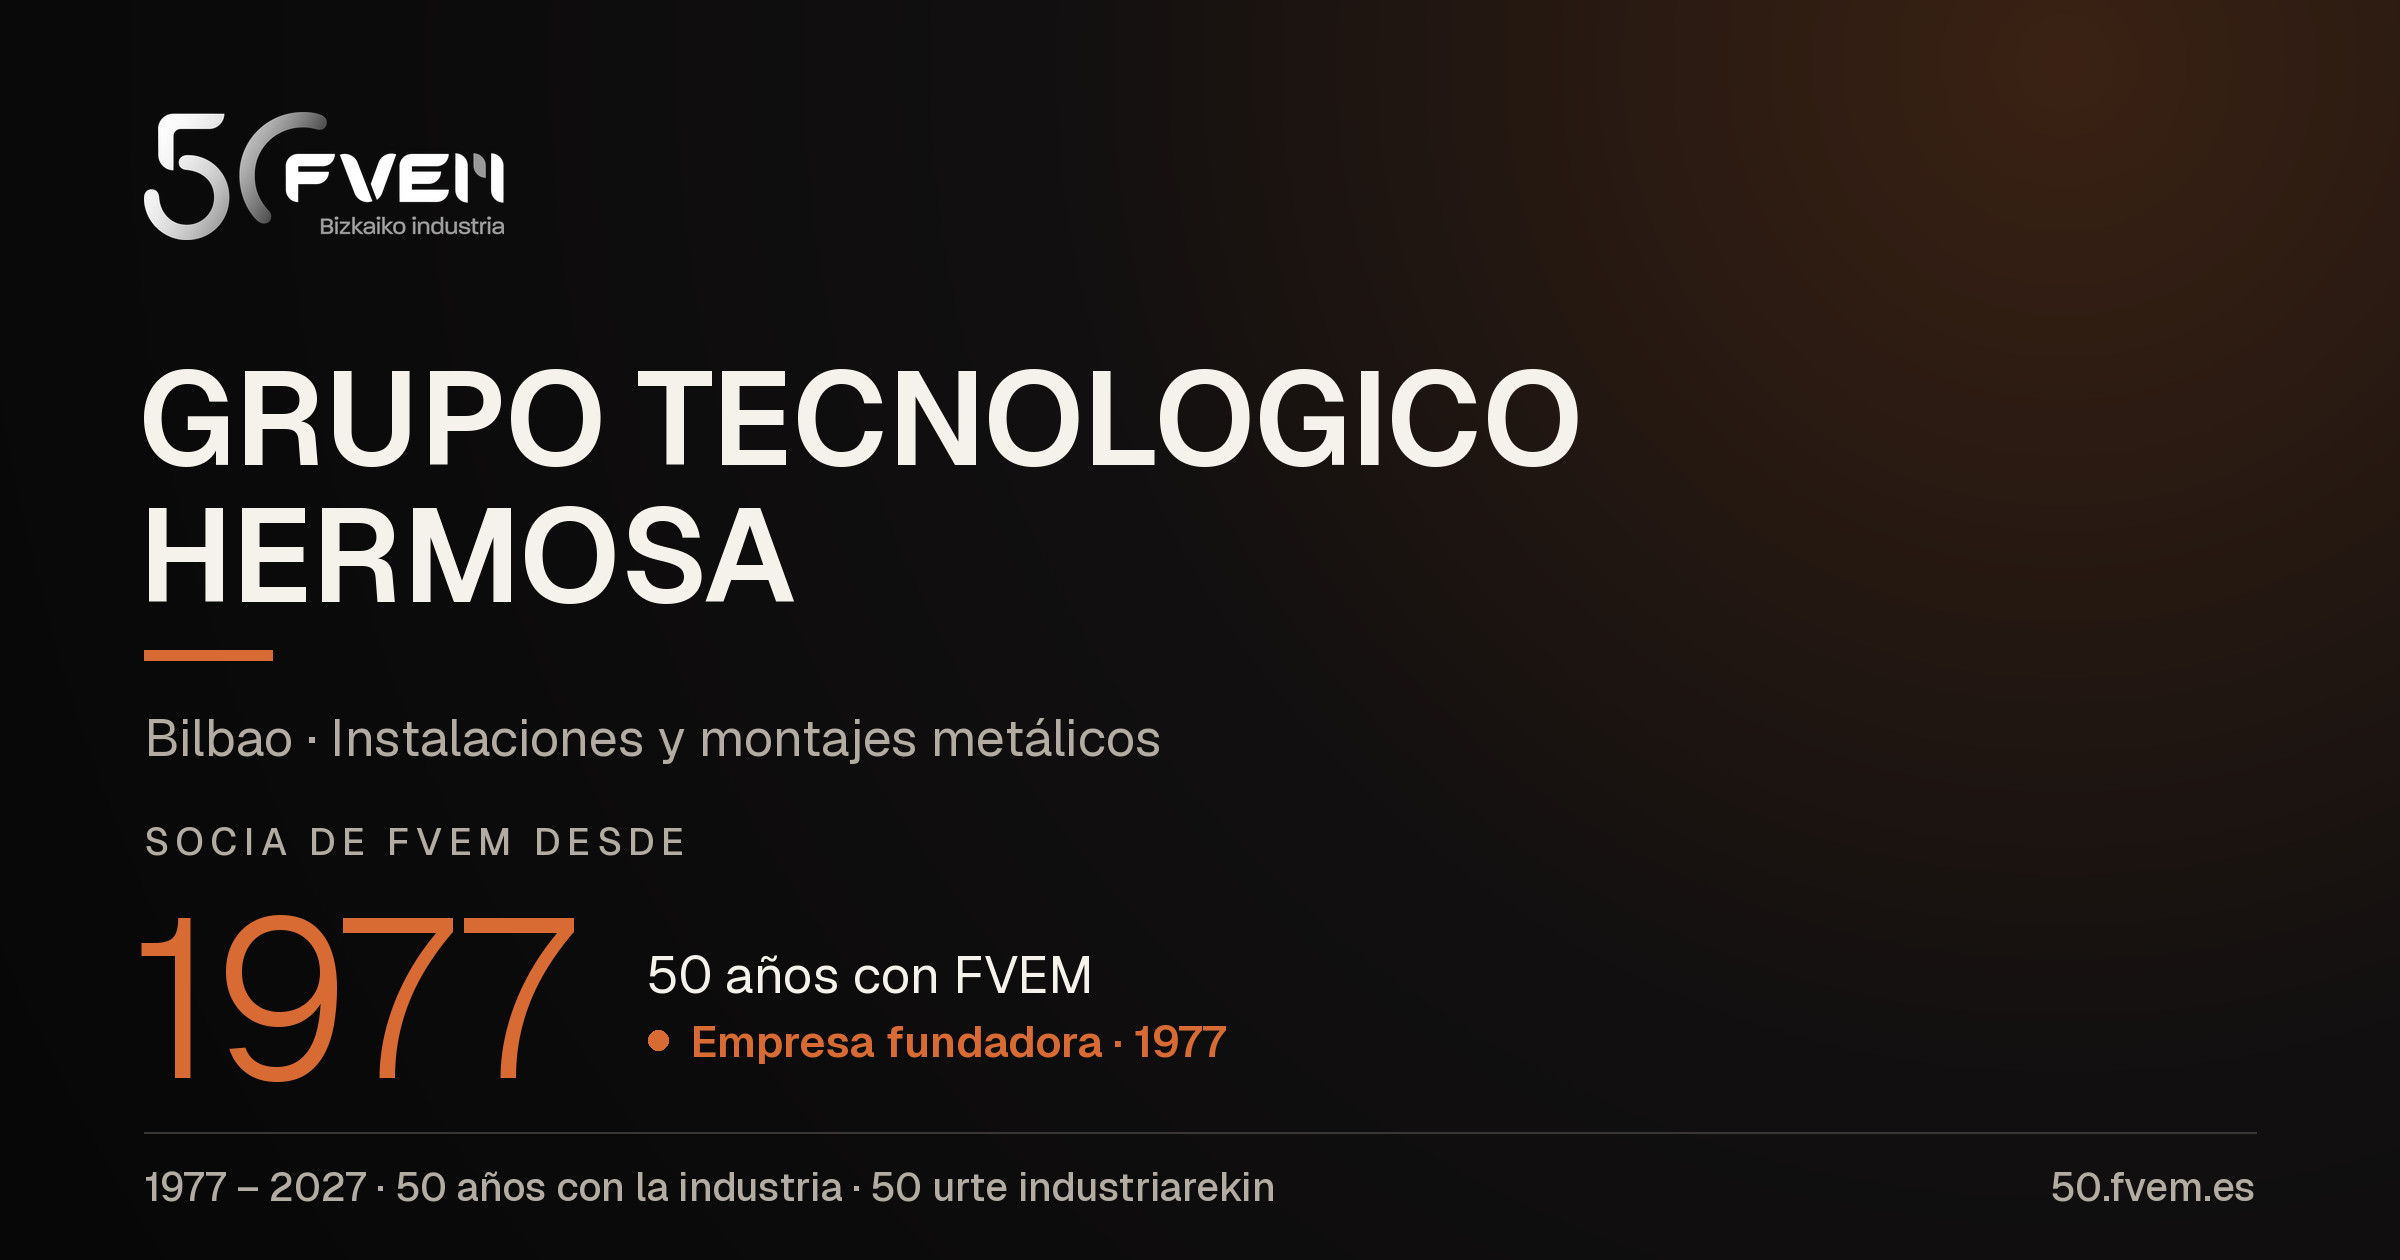 50 FVEM
Bizkaiko industria
GRUPO TECNOLOGICO
HERMOSA
Bilbao · Instalaciones y montajes metálicos
SOCIA DE FVEM DESDE
1977
50 años con FVEM
Empresa fundadora · 1977
1977 – 2027 · 50 años con la industria · 50 urte industriarekin
50.fvem.es